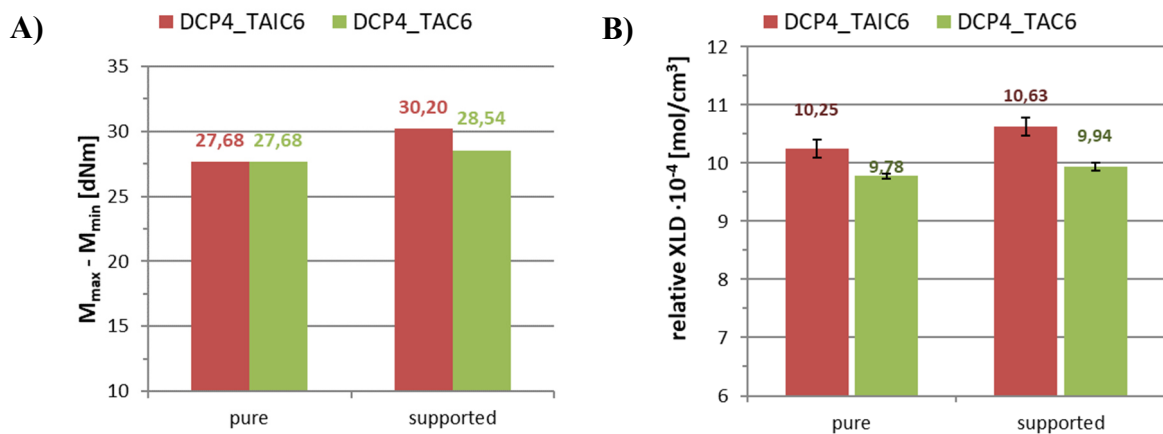 A)
DCP4_TAIC6 DCP4_TAC6
M_max - M_min [dNm]
35
30
25
20
15
10
27,68 27,68
30,20 28,54
pure supported
B)
DCP4_TAIC6 DCP4_TAC6
relative XLD ·10⁻⁴ [mol/cm³]
12
11
10
9
8
7
6
10,25 9,78
10,63 9,94
pure supported